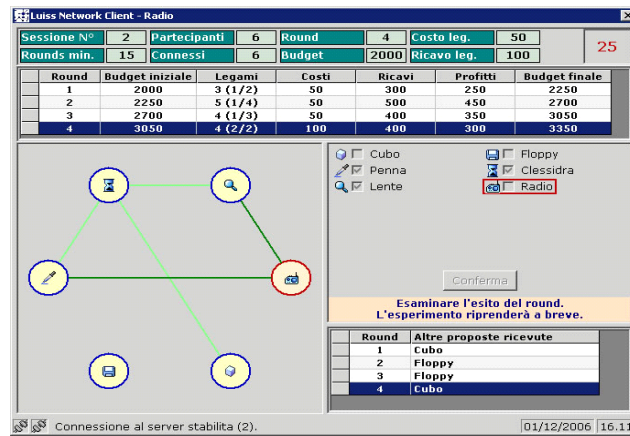 Luiss Network Client - Radio
Sessione N° 2 Partecipanti 6 Round 4 Costo leg. 50
25
Rounds min. 15 Connessi 6 Budget 2000 Ricavo leg. 100
Round Budget iniziale Legami Costi Ricavi Profitti Budget finale
1 2000 3 (1/2) 50 300 250 2250
2 2250 5 (1/4) 50 500 450 2700
3 2700 4 (1/3) 50 400 350 3050
4 3050 4 (2/2) 100 400 300 3350
Cubo Floppy
Penna Clessidra
Lente Radio
Conferma
Esaminare l'esito del round.
L'esperimento riprenderà a breve.
Round Altre proposte ricevute
1 Cubo
2 Floppy
3 Floppy
4 Cubo
Connessione al server stabilita (2). 01/12/2006 16.11